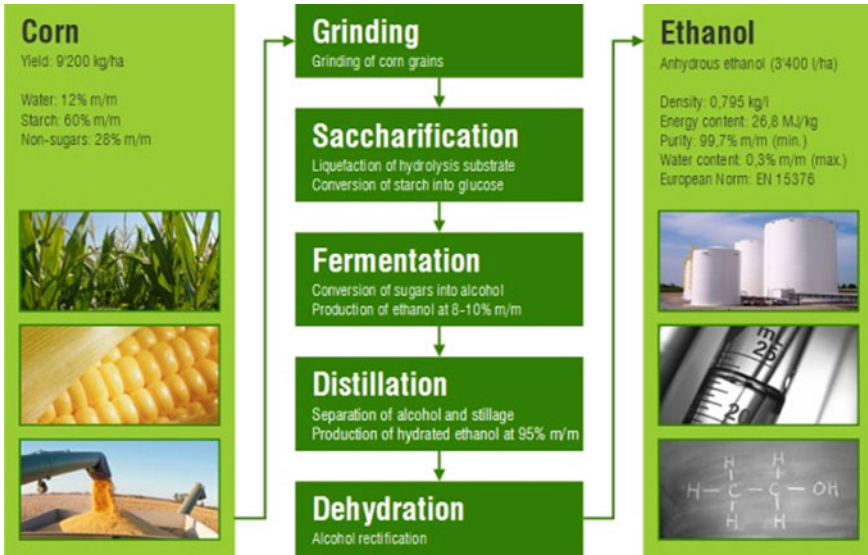 Corn
Yield: 9'200 kg/ha
Water: 12% m/m
Starch: 60% m/m
Non-sugars: 28% m/m
Grinding
Grinding of corn grains
Saccharification
Liquefaction of hydrolysis substrate
Conversion of starch into glucose
Fermentation
Conversion of sugars into alcohol
Production of ethanol at 8-10% m/m
Distillation
Separation of alcohol and stillage
Production of hydrated ethanol at 95% m/m
Dehydration
Alcohol rectification
Ethanol
Anhydrous ethanol (3'400 l/ha)
Density: 0,795 kg/l
Energy content: 26,8 MJ/kg
Purity: 99,7% m/m (min.)
Water content: 0,3% m/m (max.)
European Norm: EN 15376
mL
25
20
H H
H - C - C - OH
H H